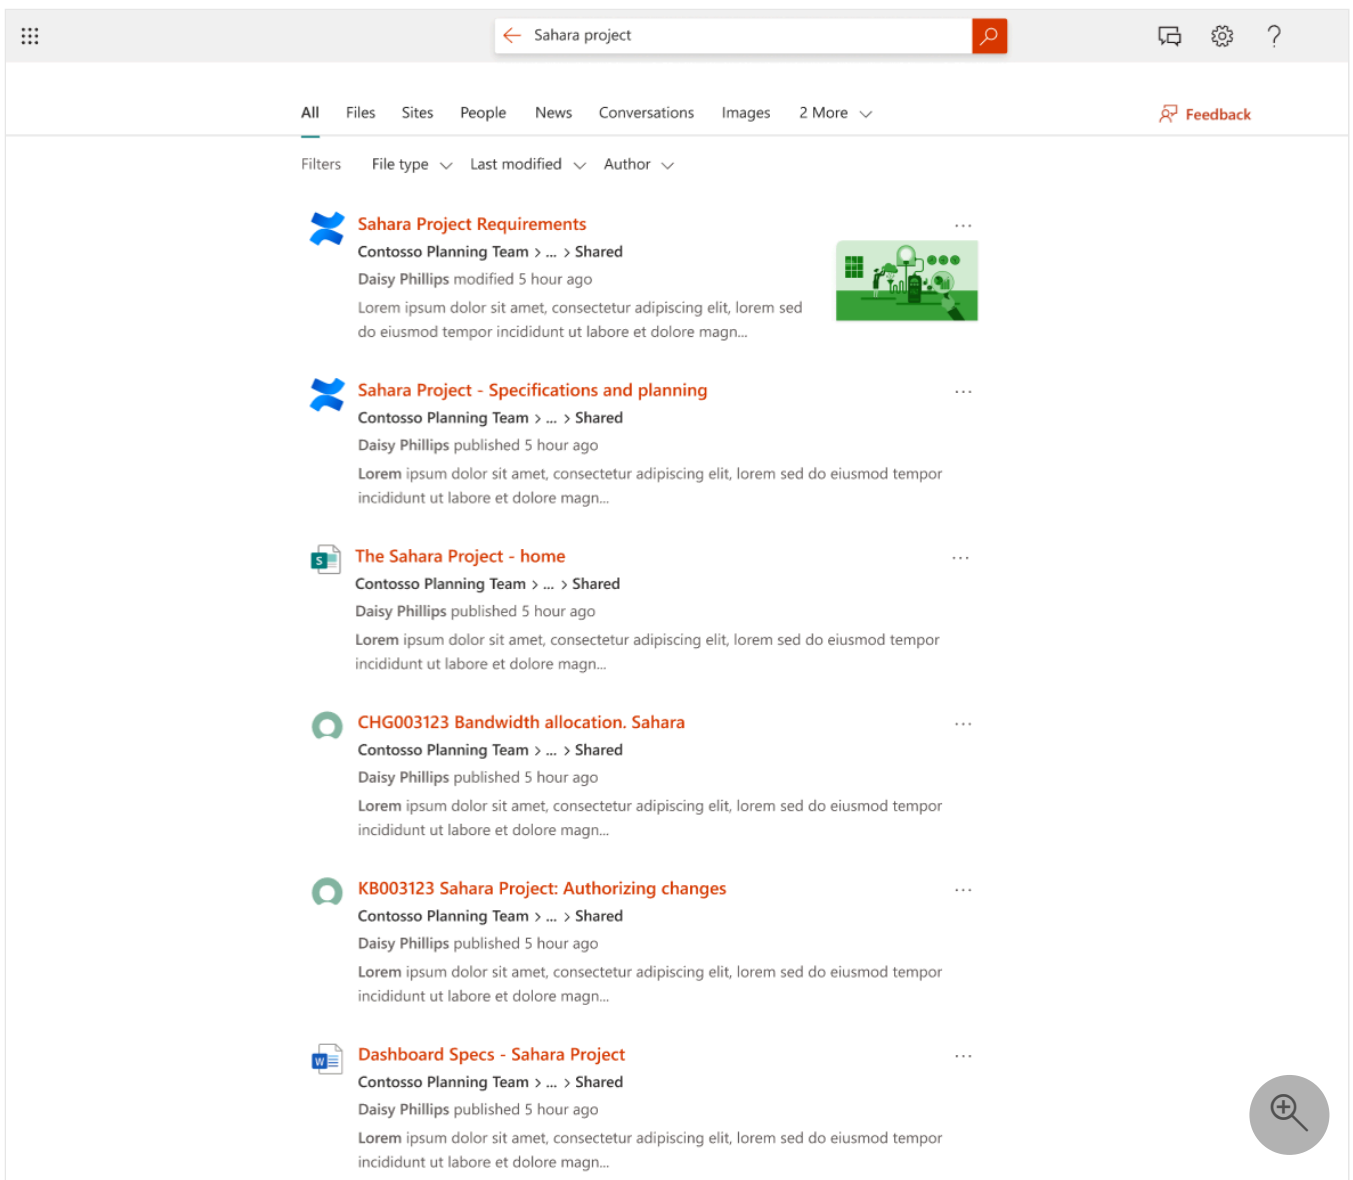 Sahara project
All Files Sites People News Conversations Images 2 More
Feedback
Filters File type Last modified Author
Sahara Project Requirements
Contosso Planning Team > ... > Shared
Daisy Phillips modified 5 hour ago
Lorem ipsum dolor sit amet, consectetur adipiscing elit, lorem sed
do eiusmod tempor incididunt ut labore et dolore magn...
Sahara Project - Specifications and planning
Contosso Planning Team > ... > Shared
Daisy Phillips published 5 hour ago
Lorem ipsum dolor sit amet, consectetur adipiscing elit, lorem sed do eiusmod tempor
incididunt ut labore et dolore magn...
S
The Sahara Project - home
Contosso Planning Team > ... > Shared
Daisy Phillips published 5 hour ago
Lorem ipsum dolor sit amet, consectetur adipiscing elit, lorem sed do eiusmod tempor
incididunt ut labore et dolore magn...
CHG003123 Bandwidth allocation. Sahara
Contosso Planning Team > ... > Shared
Daisy Phillips published 5 hour ago
Lorem ipsum dolor sit amet, consectetur adipiscing elit, lorem sed do eiusmod tempor
incididunt ut labore et dolore magn...
KB003123 Sahara Project: Authorizing changes
Contosso Planning Team > ... > Shared
Daisy Phillips published 5 hour ago
Lorem ipsum dolor sit amet, consectetur adipiscing elit, lorem sed do eiusmod tempor
incididunt ut labore et dolore magn...
W
Dashboard Specs - Sahara Project
Contosso Planning Team > ... > Shared
Daisy Phillips published 5 hour ago
Lorem ipsum dolor sit amet, consectetur adipiscing elit, lorem sed do eiusmod tempor
incididunt ut labore et dolore magn...